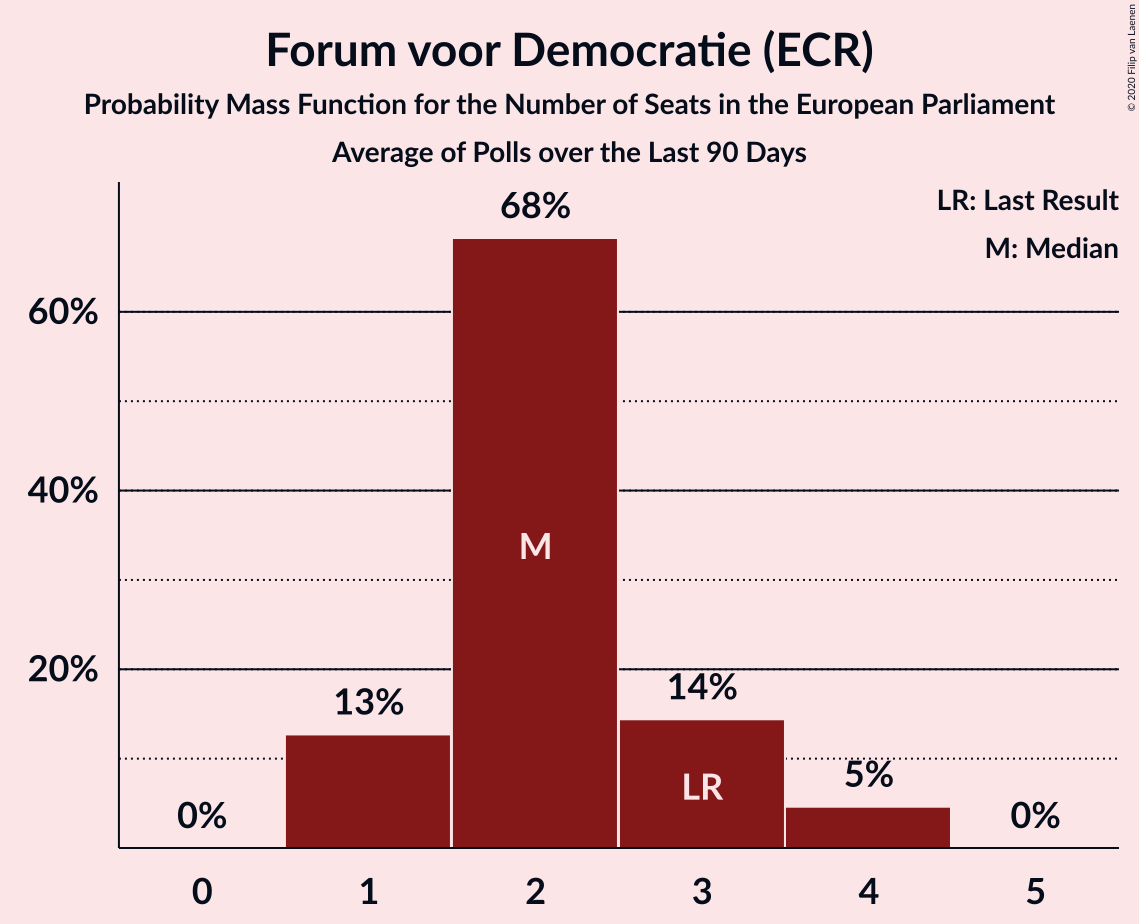 Forum voor Democratie (ECR)
Probability Mass Function for the Number of Seats in the European Parliament
Average of Polls over the Last 90 Days
© 2020 Filip van Laenen
LR: Last Result
M: Median
68%
60%
40%
M
20%
14%
13%
LR
5%
0%
0%
0 1 2 3 4 5